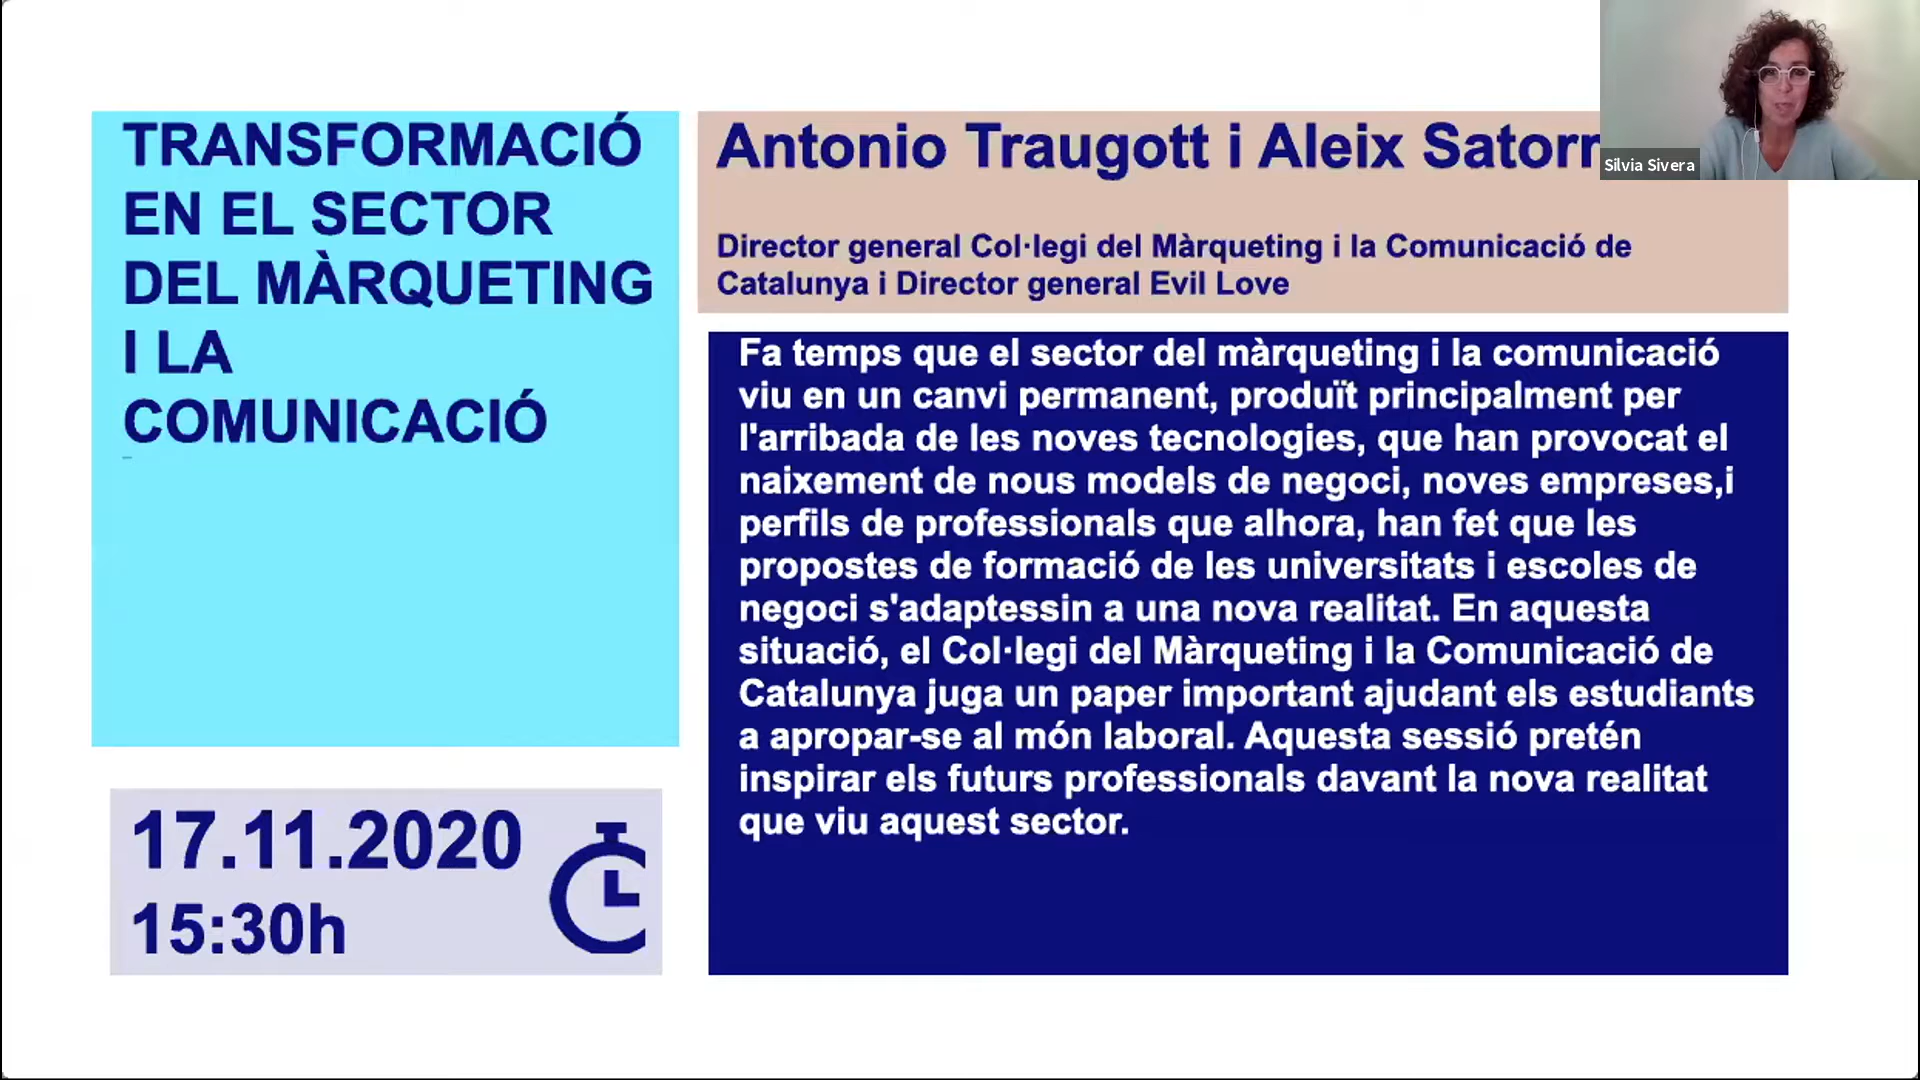 TRANSFORMACIÓ
EN EL SECTOR
DEL MÀRQUETING
I LA
COMUNICACIÓ
Antonio Traugott i Aleix
Silvia Sivera
Director general Col·legi del Màrqueting i la Comunicació de
Catalunya i Director general Evil Love
Fa temps que el sector del màrqueting i la comunicació
viu en un canvi permanent, produït principalment per
l'arribada de les noves tecnologies, que han provocat el
naixement de nous models de negoci, noves empreses,i
perfils de professionals que alhora, han fet que les
propostes de formació de les universitats i escoles de
negoci s'adaptessin a una nova realitat. En aquesta
situació, el Col·legi del Màrqueting i la Comunicació de
Catalunya juga un paper important ajudant els estudiants
a apropar-se al món laboral. Aquesta sessió pretén
inspirar els futurs professionals davant la nova realitat
que viu aquest sector.
17.11.2020
15:30h